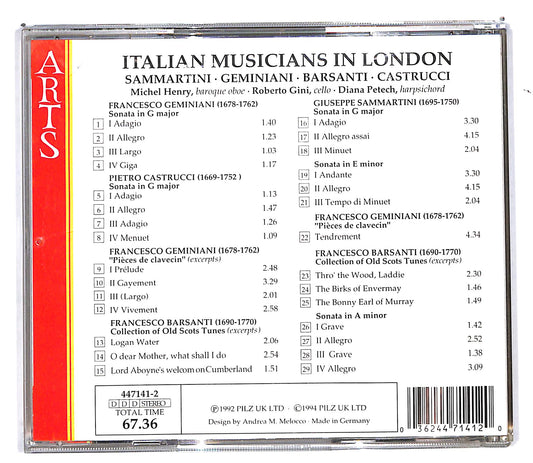 ARTS
ITALIAN MUSICIANS IN LONDON
SAMMARTINI · GEMINIANI · BARSANTI · CASTRUCCI
Michel Henry, baroque oboe · Roberto Gini, cello · Diana Petech, harpsichord
FRANCESCO GEMINIANI (1678-1762)
Sonata in G major
1 I Adagio 1.40
2 II Allegro 1.23
3 III Largo 1.03
4 IV Giga 1.17
PIETRO CASTRUCCI (1669-1752 )
Sonata in G major
5 I Adagio 1.13
6 II Allegro 1.47
7 III Adagio 1.26
8 IV Menuet 1.09
FRANCESCO GEMINIANI (1678-1762)
"Pièces de clavecin" (excerpts)
9 I Prélude 2.48
10 II Gayement 3.29
11 III (Largo) 2.01
12 IV Vivement 2.58
FRANCESCO BARSANTI (1690-1770)
Collection of Old Scots Tunes (excerpts)
13 Logan Water 2.06
14 O dear Mother, what shall I do 2.54
15 Lord Aboyne's welcom on Cumberland 1.51
GIUSEPPE SAMMARTINI (1695-1750)
Sonata in G major
16 I Adagio 3.30
17 II Allegro assai 4.15
18 III Minuet 2.04
Sonata in E minor
19 I Andante 3.30
20 II Allegro 4.15
21 III Tempo di Minuet 2.04
FRANCESCO GEMINIANI (1678-1762)
"Pièces de clavecin"
22 Tendrement 4.34
FRANCESCO BARSANTI (1690-1770)
Collection of Old Scots Tunes (excerpts)
23 Thro' the Wood, Laddie 2.30
24 The Birks of Envermay 1.46
25 The Bonny Earl of Murray 1.49
Sonata in A minor
26 I Grave 1.42
27 II Allegro 2.52
28 III Grave 1.38
29 IV Allegro 3.09
447141-2
D D D STEREO
TOTAL TIME
67.36
℗1992 PILZ UK LTD · ©1994 PILZ UK LTD
Design by Andrea M. Melocco · Made in Germany
0 36244 71412 0